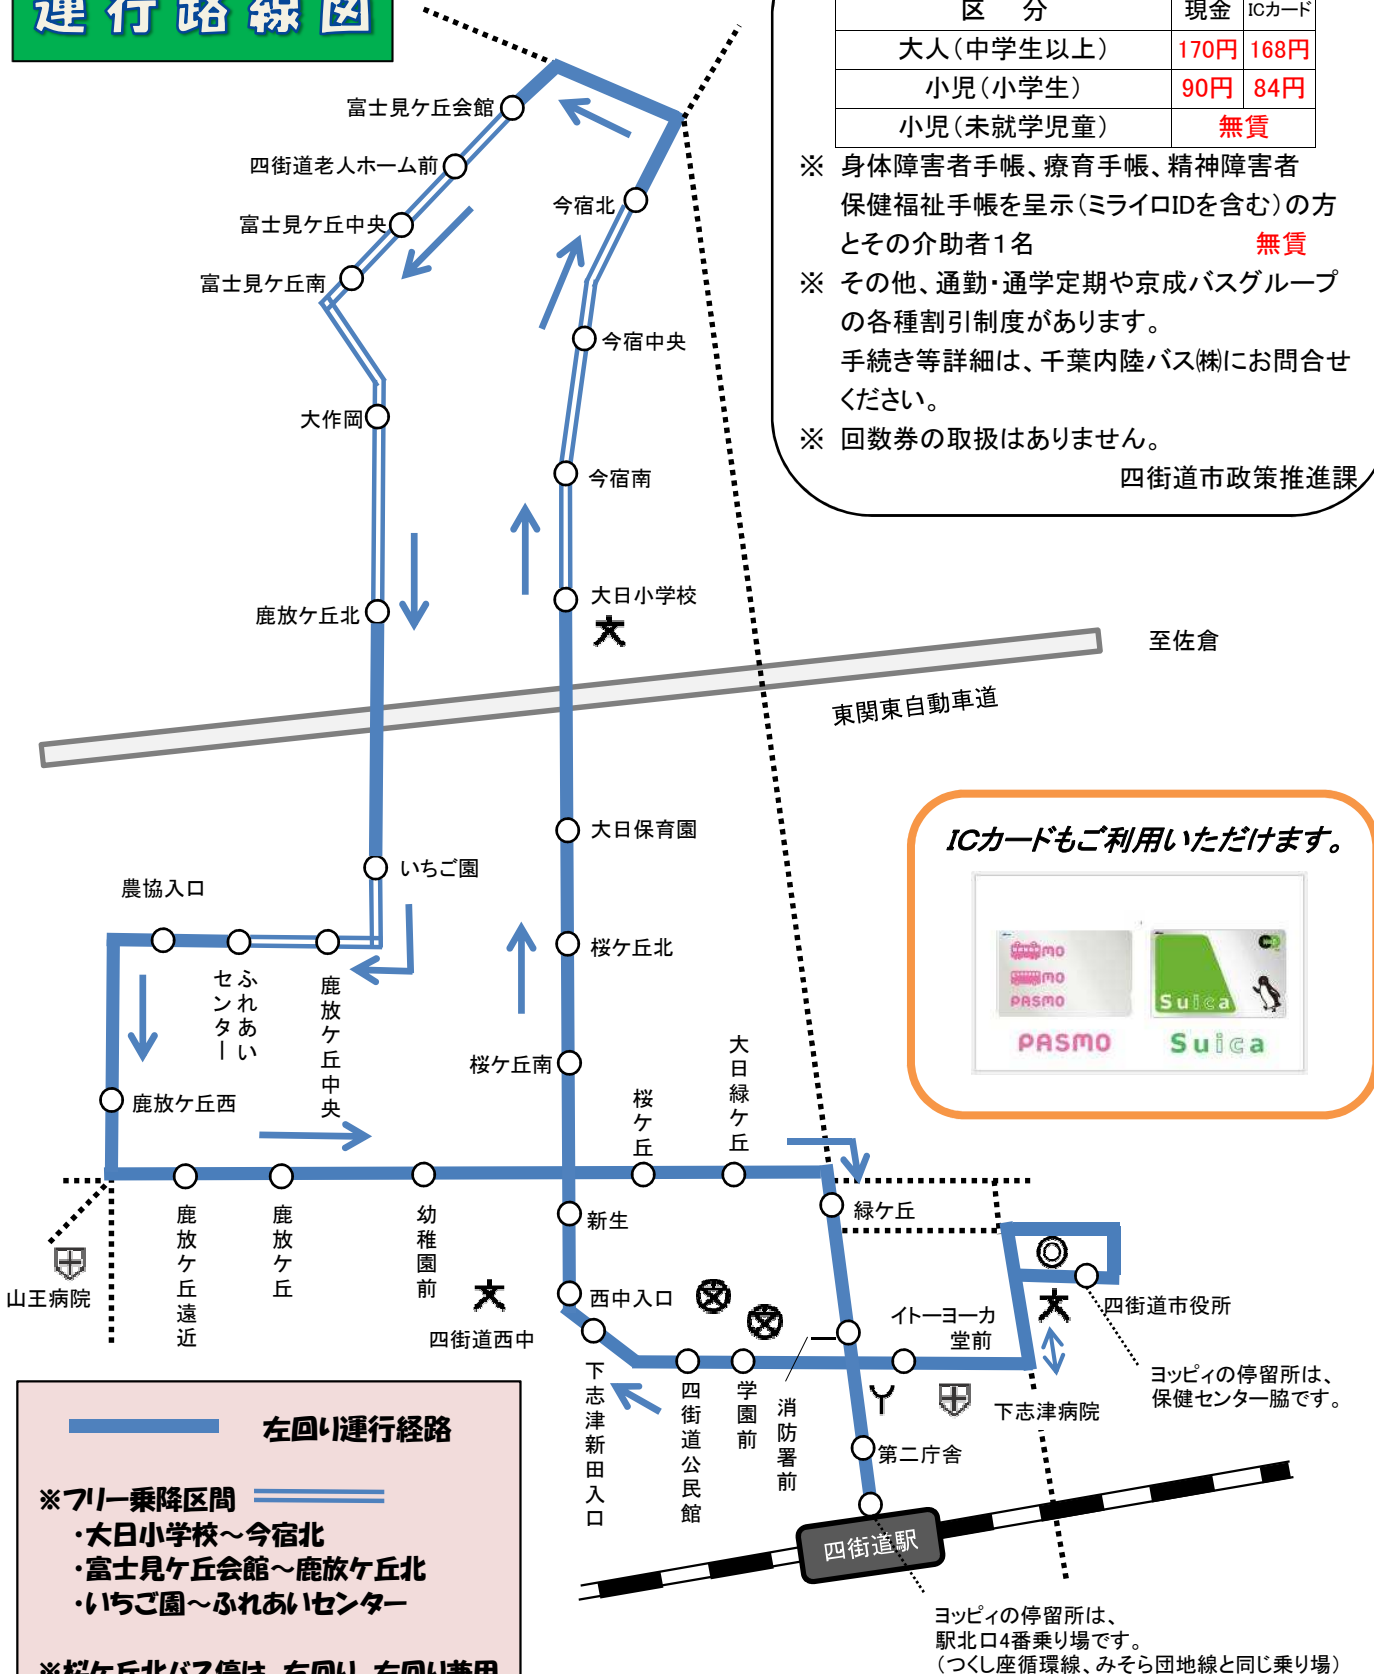 運行路線図
区　分　現金　ICカード
大人（中学生以上）　170円　168円
小児（小学生）　90円　84円
小児（未就学児童）　無賃
※ 身体障害者手帳、療育手帳、精神障害者
保健福祉手帳を呈示（ミライロIDを含む）の方
とその介助者１名　無賃
※ その他、通勤・通学定期や京成バスグループ
の各種割引制度があります。
手続き等詳細は、千葉内陸バス㈱にお問合せ
ください。
※ 回数券の取扱はありません。
四街道市政策推進課
富士見ケ丘会館
四街道老人ホーム前
富士見ケ丘中央
富士見ケ丘南
大作岡
鹿放ケ丘北
今宿北
今宿中央
今宿南
大日小学校
至佐倉
東関東自動車道
大日保育園
いちご園
農協入口
ふれあい
センター
鹿放ケ丘中央
桜ケ丘北
桜ケ丘南
鹿放ケ丘西
桜ケ丘
大日緑ケ丘
ICカードもご利用いただけます。
PASMO
PASMO
Suica
Suica
鹿放ケ丘遠近
鹿放ケ丘
幼稚園前
新生
緑ケ丘
山王病院
四街道西中
西中入口
イトーヨーカ
堂前
四街道市役所
ヨッピィの停留所は、
保健センター脇です。
下志津新田入口
四街道公民館
学園前
消防署前
下志津病院
第二庁舎
四街道駅
ヨッピィの停留所は、
駅北口4番乗り場です。
（つくし座循環線、みそら団地線と同じ乗り場）
左回り運行経路
※フリー乗降区間
・大日小学校～今宿北
・富士見ケ丘会館～鹿放ケ丘北
・いちご園～ふれあいセンター
※桜ケ丘北バス停は、左回り、右回り兼用